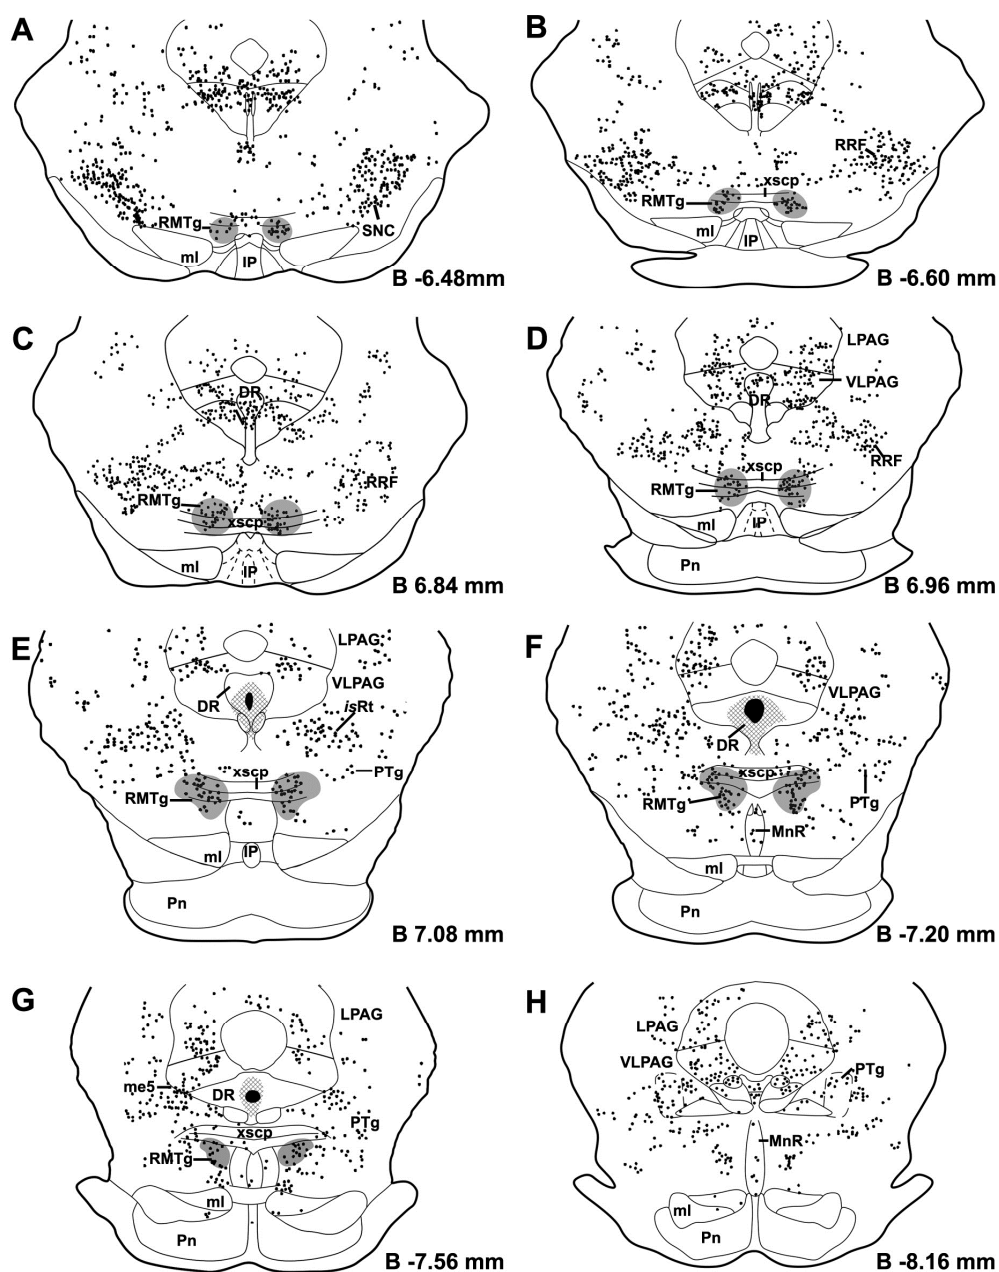 A
RMTg
SNC
ml
IP
B -6.48mm
B
RRF
xscp
RMTg
ml
IP
B -6.60 mm
C
DR
RRF
RMTg
xscp
ml
IP
B 6.84 mm
D
LPAG
VLPAG
DR
RRF
xscp
RMTg
ml
IP
Pn
B 6.96 mm
E
LPAG
VLPAG
DR
isRt
xscp
PTg
RMTg
ml
IP
Pn
B 7.08 mm
F
VLPAG
DR
xscp
RMTg
PTg
MnR
ml
Pn
B -7.20 mm
G
LPAG
me5
DR
PTg
xscp
RMTg
ml
Pn
B -7.56 mm
H
LPAG
VLPAG
PTg
MnR
ml
Pn
B -8.16 mm